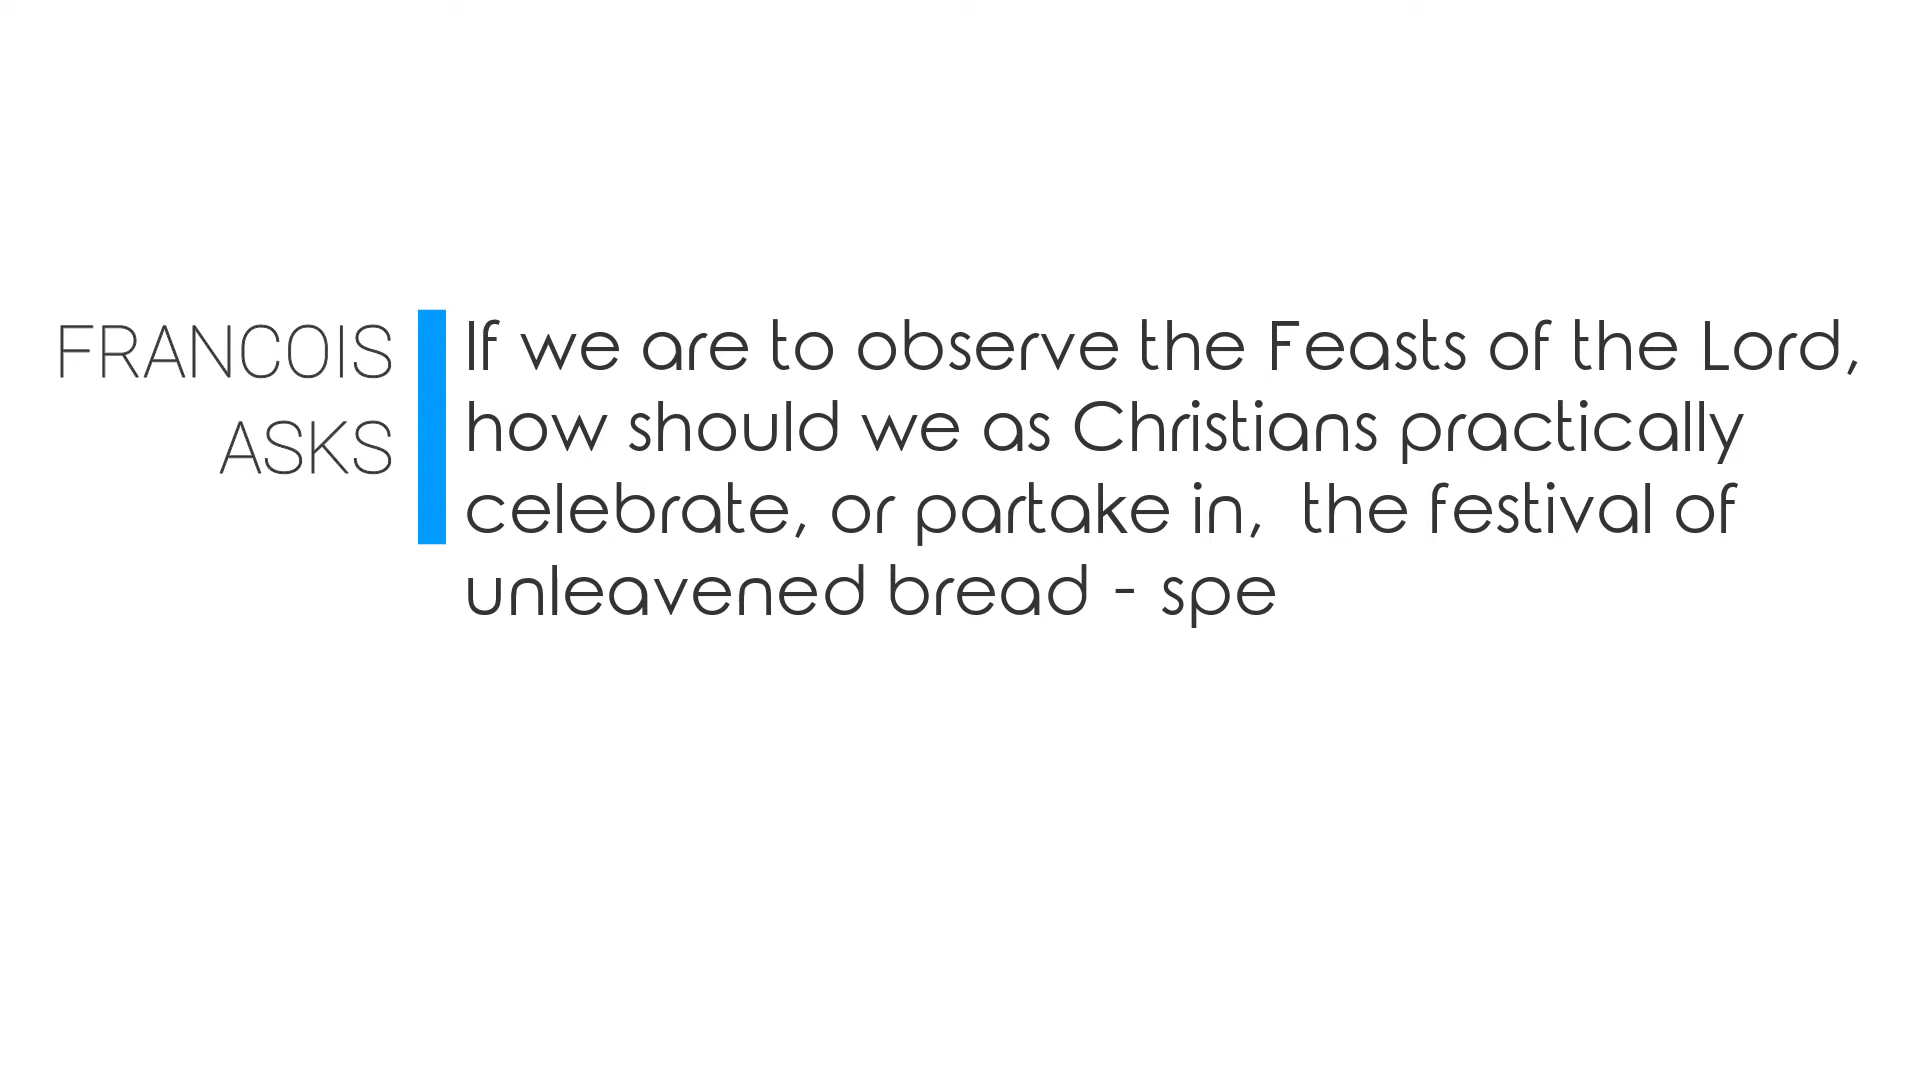 FRANCOIS
ASKS
If we are to observe the Feasts of the Lord,
how should we as Christians practically
celebrate, or partake in,  the festival of
unleavened bread - spe